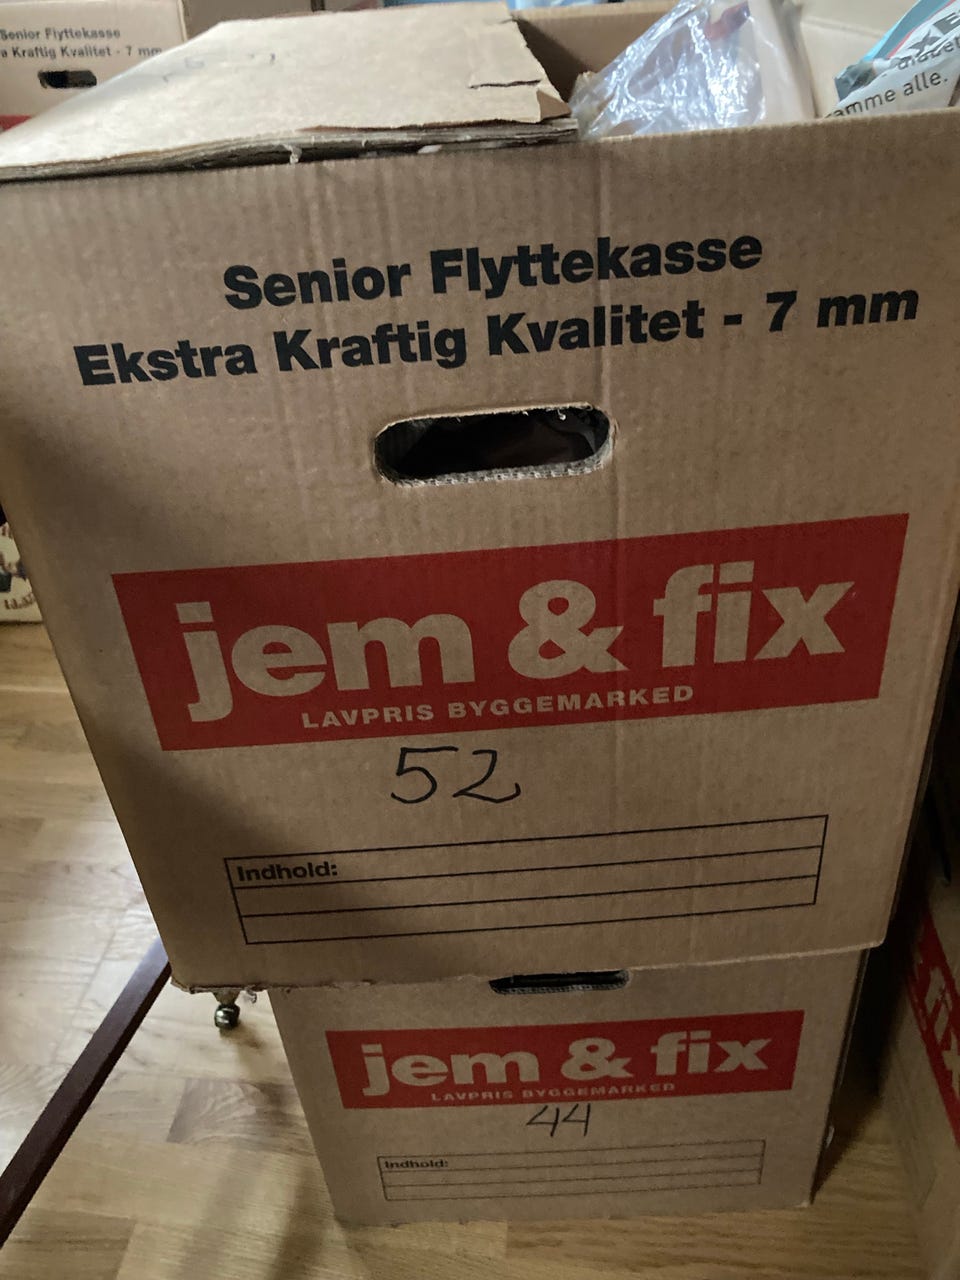 Senior Flyttekasse
Kraftig Kvalitet - 7 mm
amme alle.
Senior Flyttekasse
Ekstra Kraftig Kvalitet - 7 mm
jem & fix
LAVPRIS BYGGEMARKED
52
Indhold:
jem & fix
LAVPRIS BYGGEMARKED
44
Indhold: